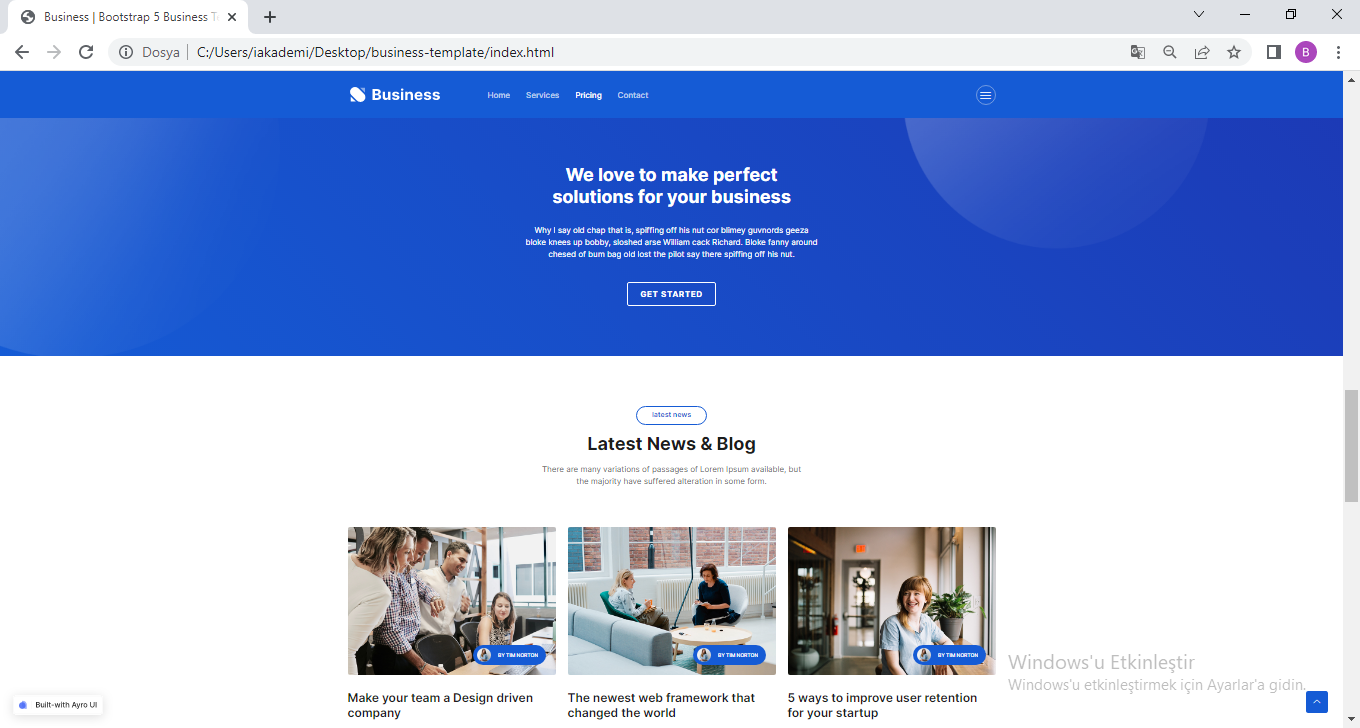 Business | Bootstrap 5 Business T
Dosya
C:/Users/iakademi/Desktop/business-template/index.html
B
Business
Home
Services
Pricing
Contact
We love to make perfect
solutions for your business
Why I say old chap that is, spiffing off his nut cor blimey guvnords geeza
bloke knees up bobby, sloshed arse William cack Richard. Bloke fanny around
chesed of bum bag old lost the pilot say there spiffing off his nut.
GET STARTED
latest news
Latest News & Blog
There are many variations of passages of Lorem Ipsum available, but
the majority have suffered alteration in some form.
BY TIM NORTON
BY TIM NORTON
BY TIM NORTON
Make your team a Design driven
company
The newest web framework that
changed the world
5 ways to improve user retention
for your startup
Windows'u Etkinleştir
Windows'u etkinleştirmek için Ayarlar'a gidin.
Built-with Ayro UI